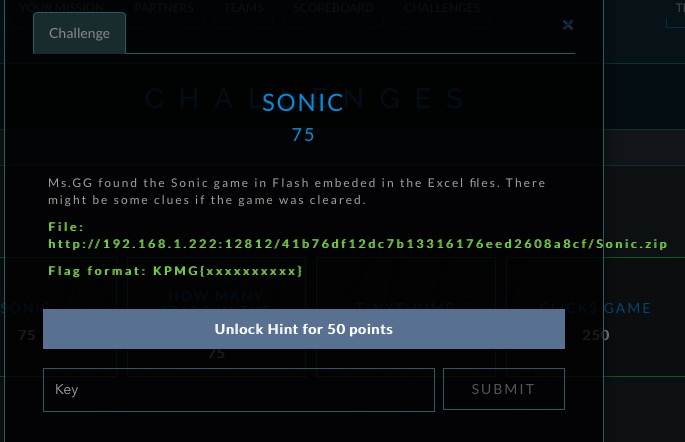 YOUR MISSION PARTNERS TEAMS SCOREBOARD CHALLENGES
Challenge
×
CHALLENGES
SONIC
75
Ms.GG found the Sonic game in Flash embeded in the Excel files. There
might be some clues if the game was cleared.
File:
http://192.168.1.222:12812/41b76df12dc7b13316176eed2608a8cf/Sonic.zip
Flag format: KPMG{xxxxxxxxxx}
HOW MANY
SONIC
CLICKS GAME
Unlock Hint for 50 points
75
250
75
Key
SUBMIT